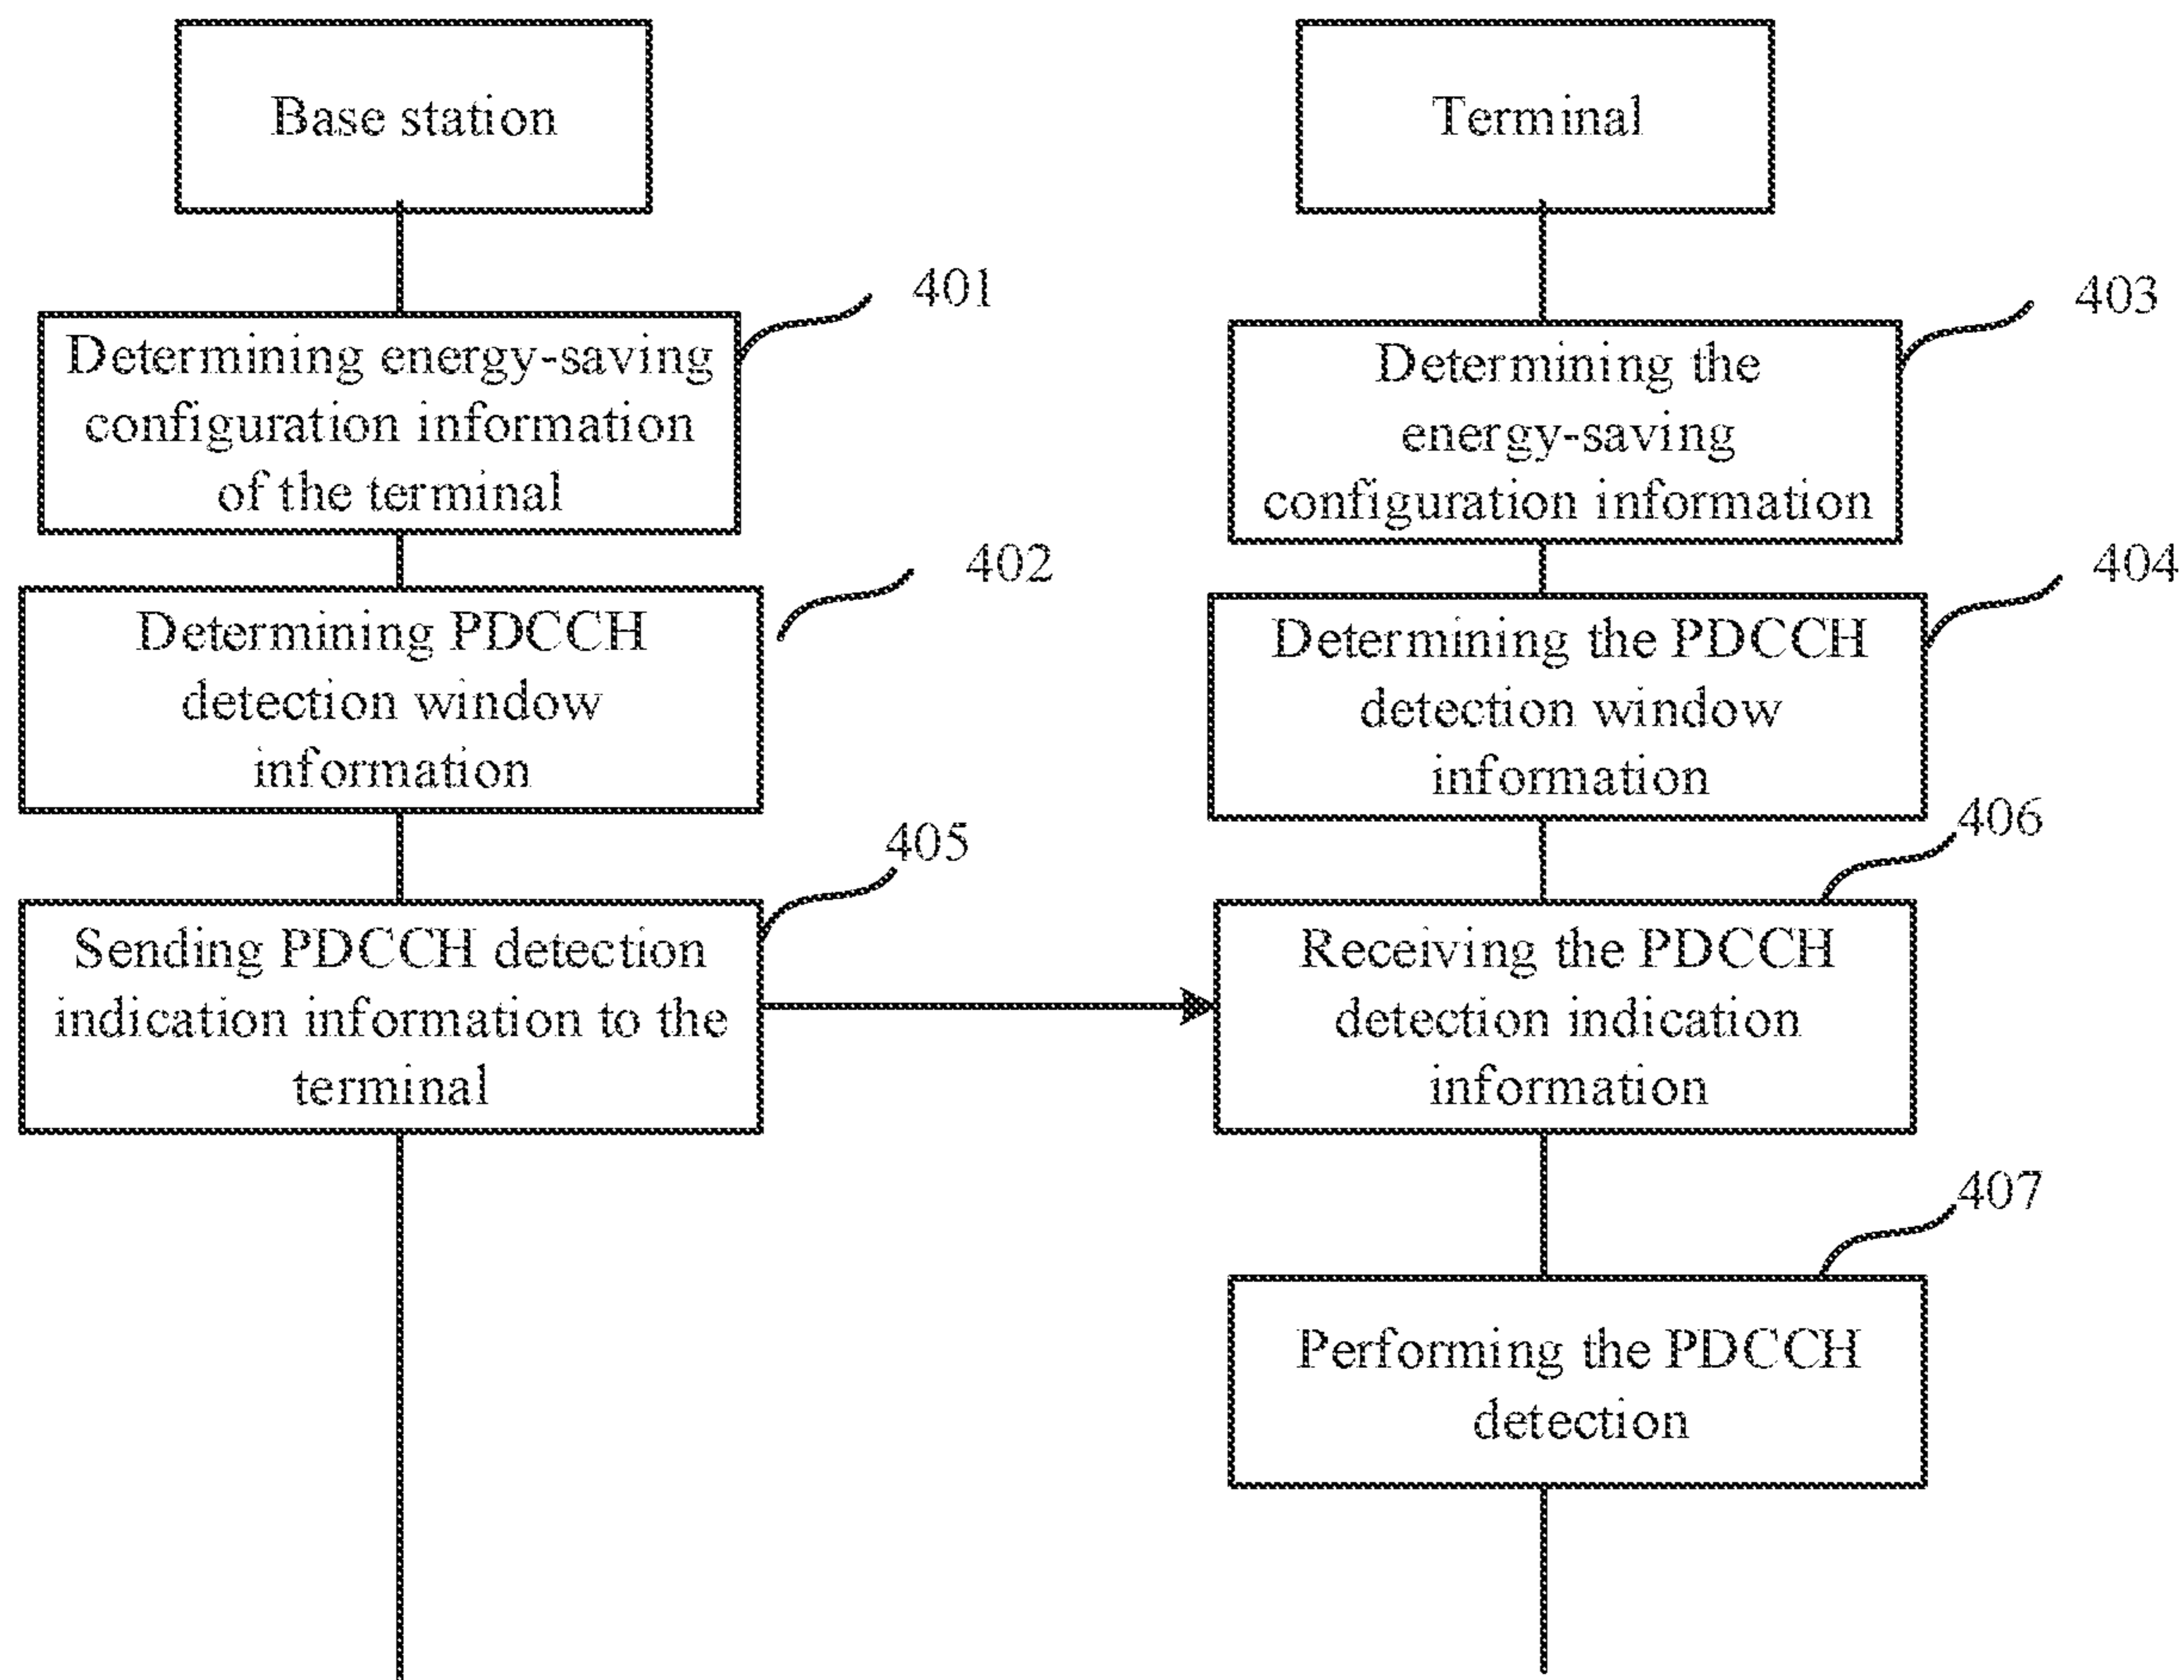 Base station
Terminal
401
Determining energy-saving
configuration information
of the terminal
403
Determining the
energy-saving
configuration information
402
Determining PDCCH
detection window
information
404
Determining the PDCCH
detection window
information
405
Sending PDCCH detection
indication information to the
terminal
406
Receiving the PDCCH
detection indication
information
407
Performing the PDCCH
detection